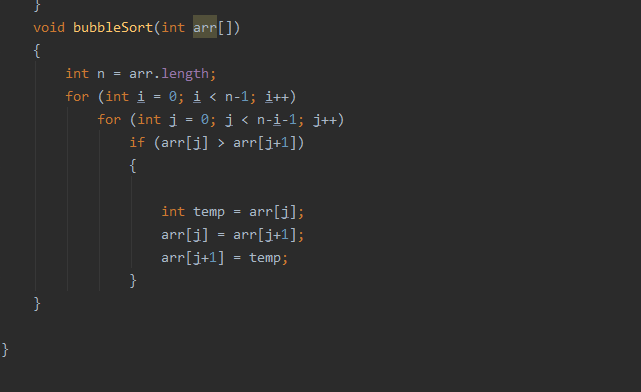 }
void bubbleSort(int arr[])
{
int n = arr.length;
for (int i = 0; i < n-1; i++)
for (int j = 0; j < n-i-1; j++)
if (arr[j] > arr[j+1])
{
int temp = arr[j];
arr[j] = arr[j+1];
arr[j+1] = temp;
}
}
}